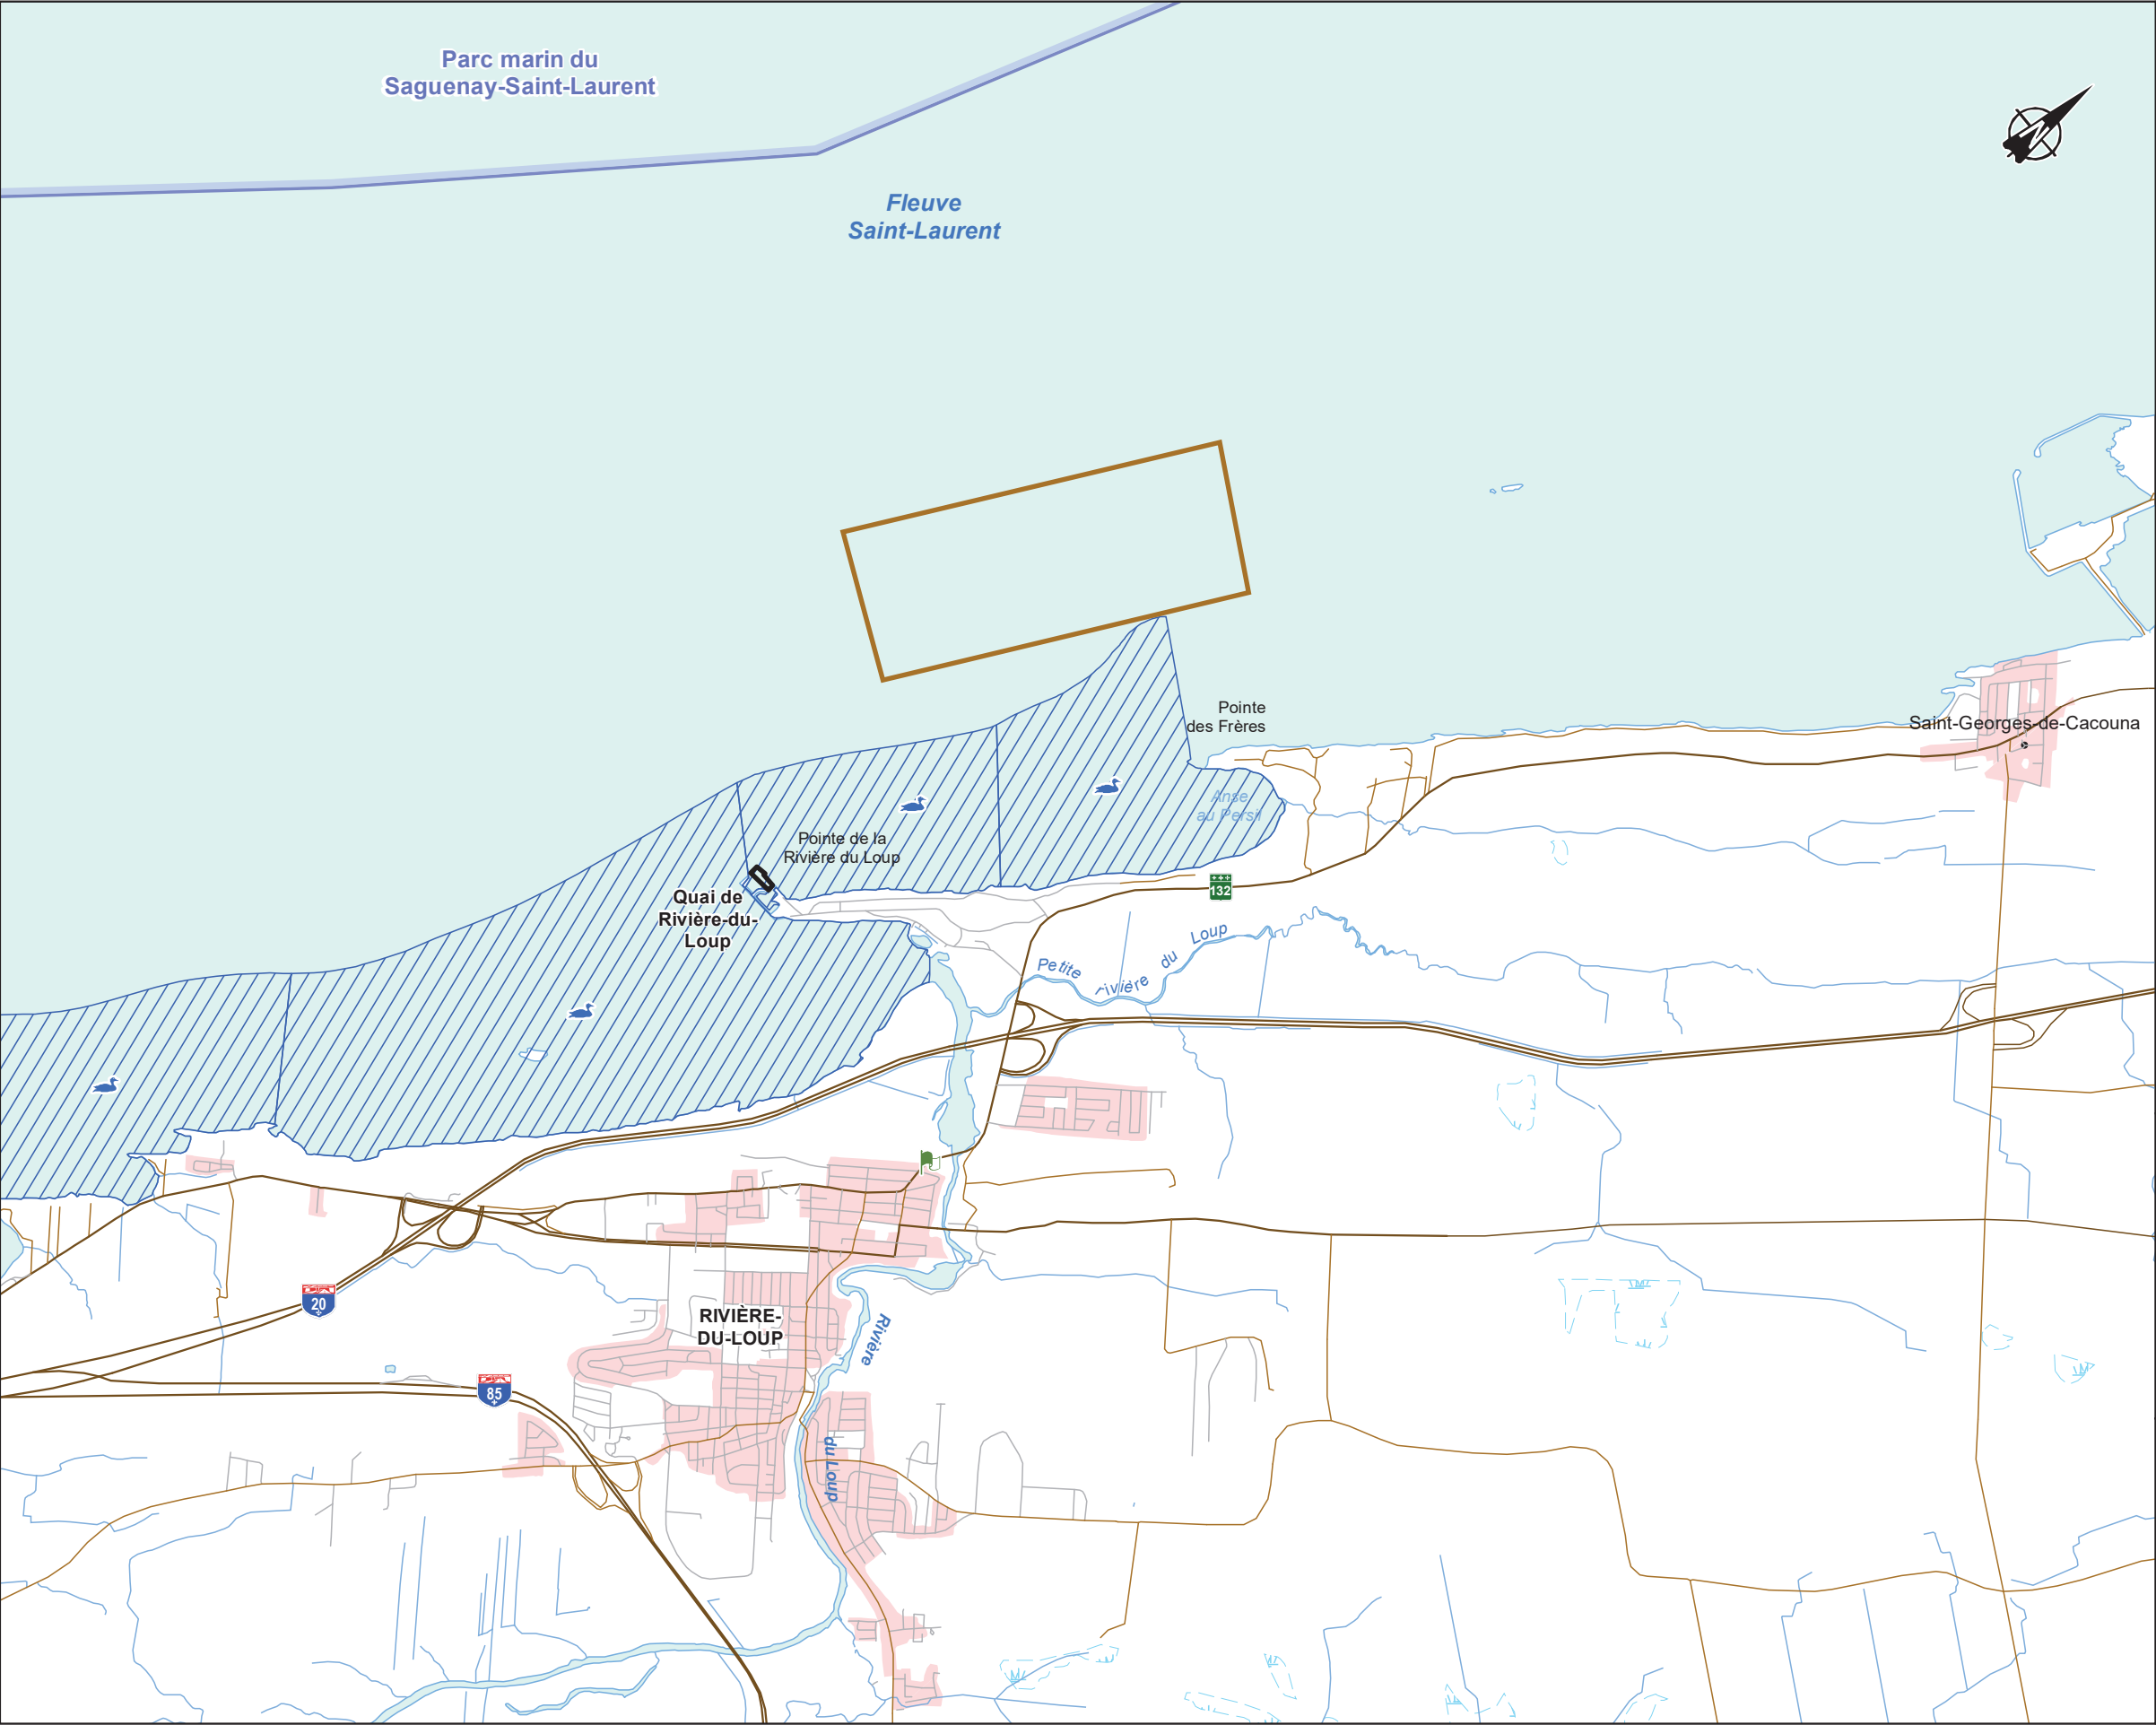 Parc marin du
Saguenay-Saint-Laurent
Fleuve
Saint-Laurent
Pointe
des Frères
Saint-Georges-de-Cacouna
Anse
au Persil
Pointe de la
Rivière du Loup
132
Quai de
Rivière-du-
Loup
Petite rivière du Loup
20
RIVIÈRE-
DU-LOUP
Rivière
85
du Loup